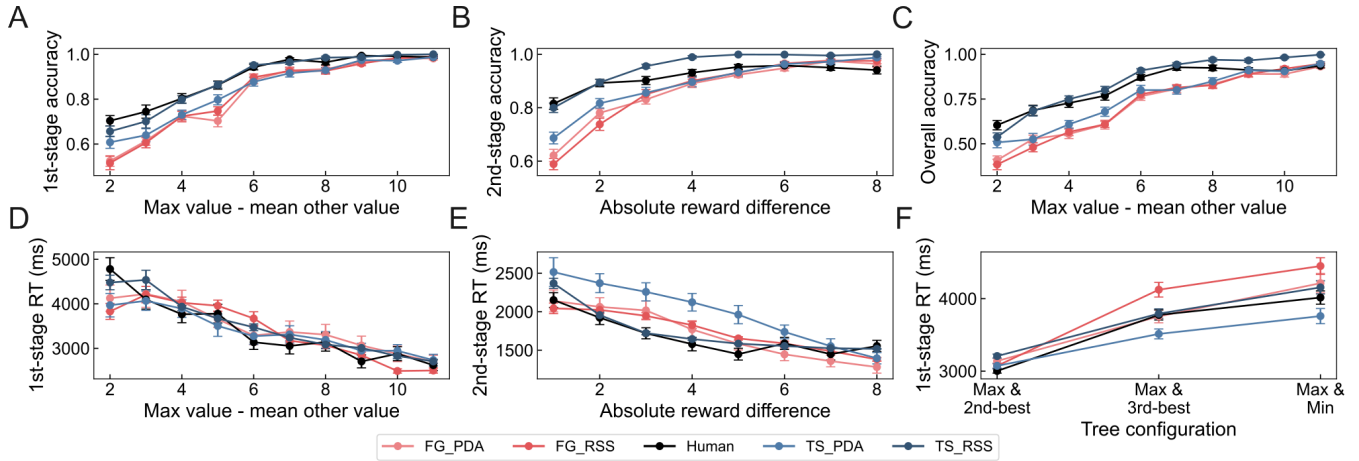 A
1st-stage accuracy
1.0
0.8
0.6
2 4 6 8 10
Max value - mean other value
B
2nd-stage accuracy
1.0
0.8
0.6
2 4 6 8
Absolute reward difference
C
Overall accuracy
1.00
0.75
0.50
2 4 6 8 10
Max value - mean other value
D
1st-stage RT (ms)
5000
4000
3000
2 4 6 8 10
Max value - mean other value
E
2nd-stage RT (ms)
2500
2000
1500
2 4 6 8
Absolute reward difference
F
1st-stage RT (ms)
4000
3000
Max &
2nd-best
Max &
3rd-best
Max &
Min
Tree configuration
FG_PDA FG_RSS Human TS_PDA TS_RSS